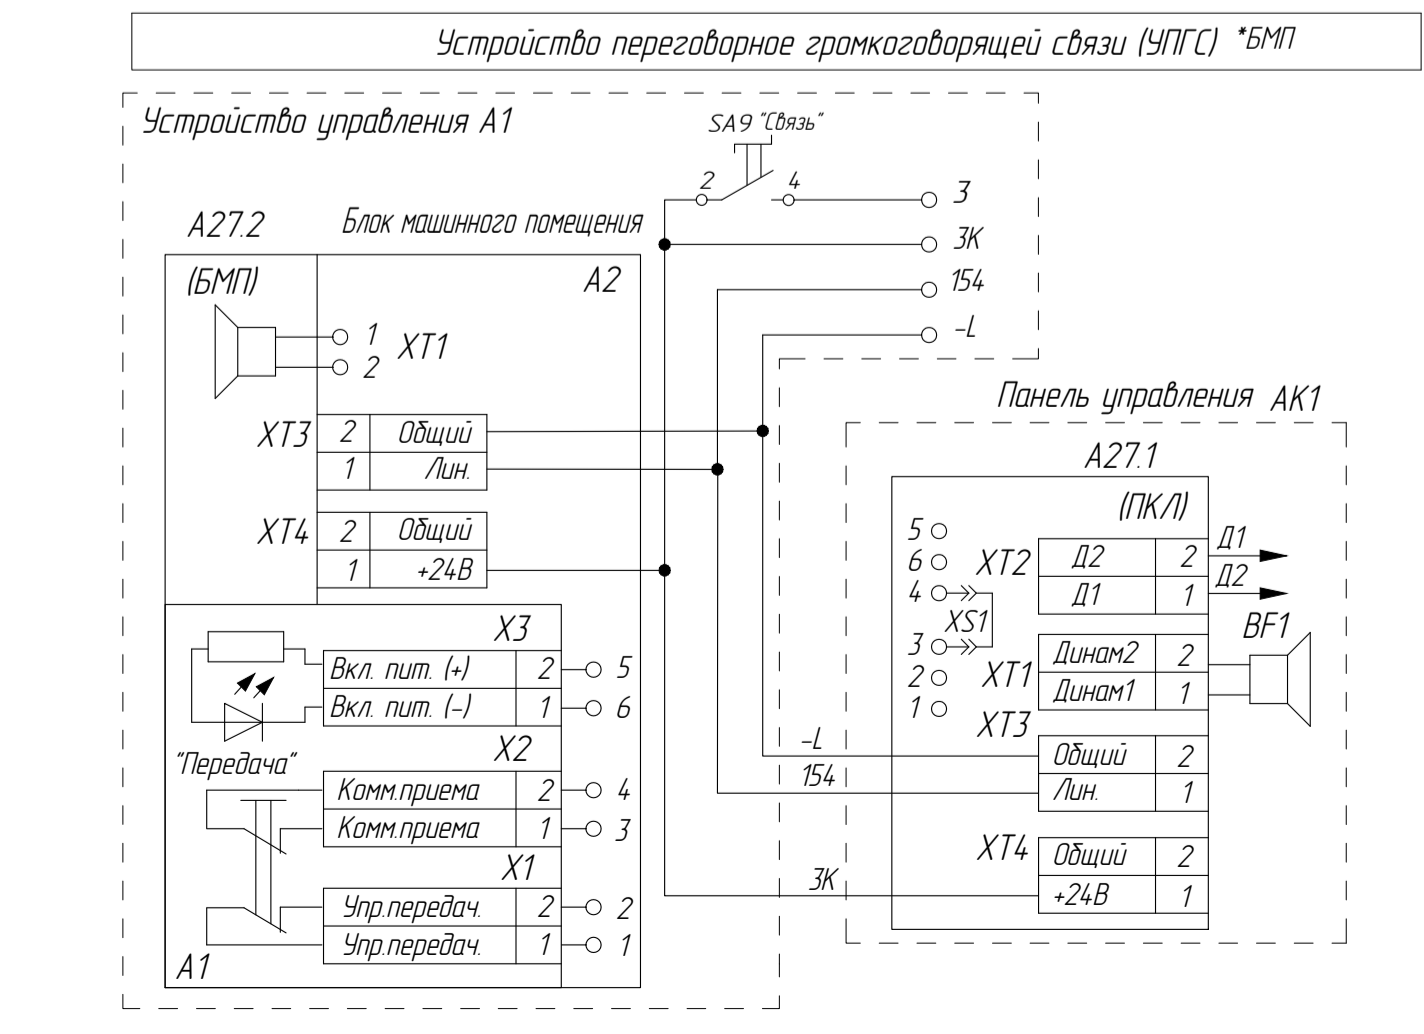 Устройство переговорное громкоговорящей связи (УПГС) *БМП
Устройство управления А1
SA9 "Связь"
2 4
3
3К
154
-L
А27.2 Блок машинного помещения
(БМП) А2
1
2
ХТ1
ХТ3 2 Общий
1 Лин.
ХТ4 2 Общий
1 +24В
Х3
Вкл. пит. (+) 2 5
Вкл. пит. (-) 1 6
"Передача"
Х2
Комм.приема 2 4
Комм.приема 1 3
Х1
Упр.передач. 2 2
Упр.передач. 1 1
А1
-L
154
3К
Панель управления АК1
А27.1
(ПКЛ)
5
6
4
XS1
3
2
1
ХТ2 Д2 2 Д1
Д1 1 Д2
BF1
ХТ1 Динам2 2
Динам1 1
ХТ3 Общий 2
Лин. 1
ХТ4 Общий 2
+24В 1